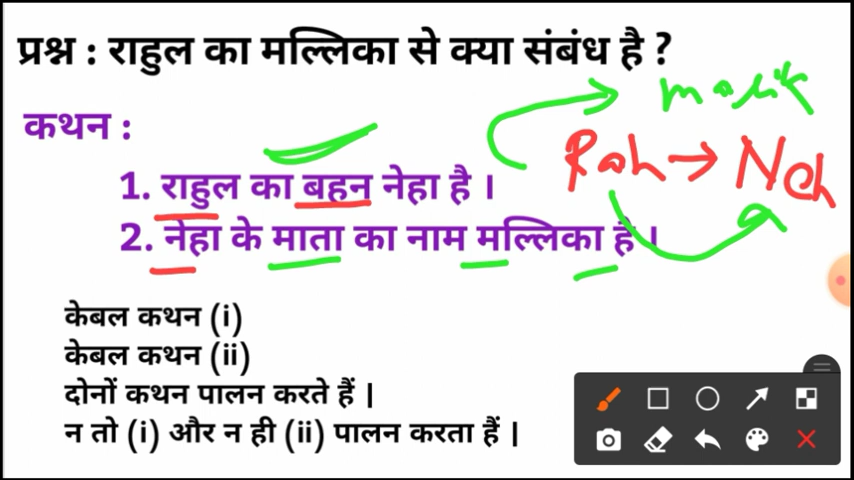 प्रश्न : राहुल का मल्लिका से क्या संबंध है ?
कथन :
1. राहुल का बहन नेहा है ।
2. नेहा के माता का नाम मल्लिका है ।
केबल कथन (i)
केबल कथन (ii)
दोनों कथन पालन करते हैं |
न तो (i) और न ही (ii) पालन करता हैं |
malik
Rah → Neh